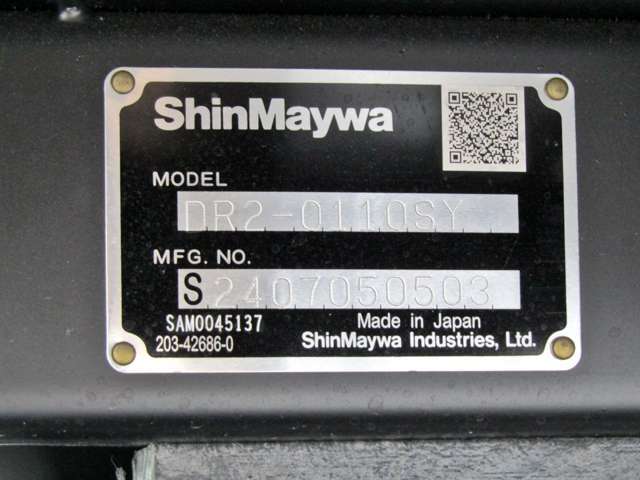 ShinMaywa
MODEL
DR2-0110SY
MFG. NO.
S2407050503
SAM0045137
203-42686-0
Made in Japan
ShinMaywa Industries, Ltd.